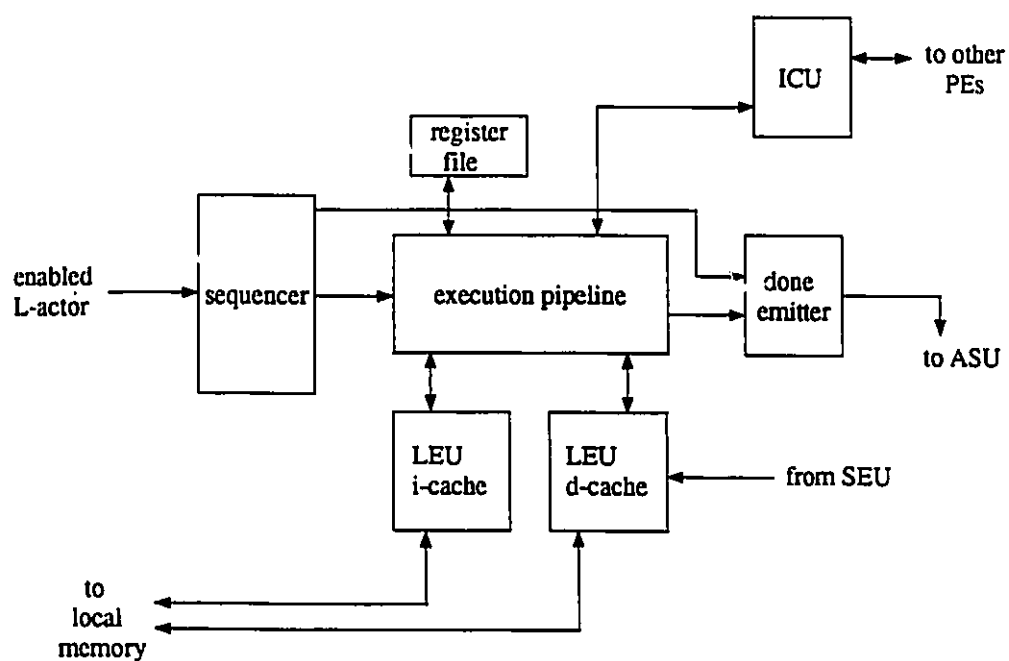 ICU
to other
PEs
register
file
enabled
L-actor
sequencer
execution pipeline
done
emitter
to ASU
LEU
i-cache
LEU
d-cache
from SEU
to
local
memory